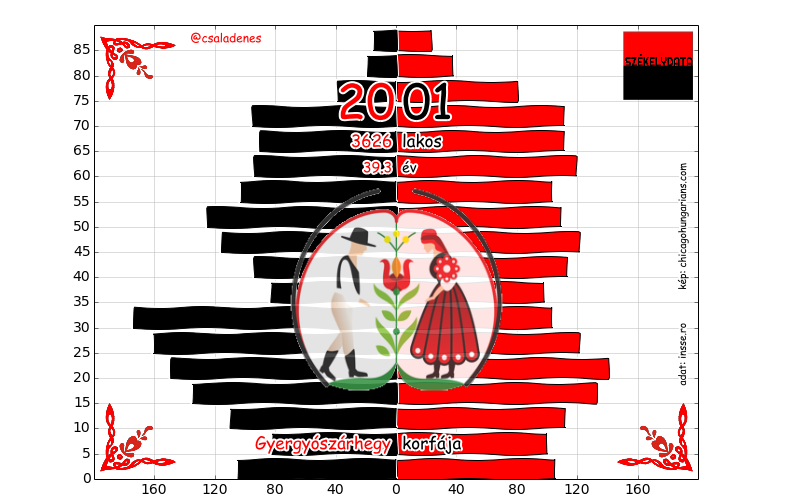 @csaladenes
SZÉKELYDATA
2001
3626 lakos
39.3 év
kép: chicagohungarians.com
adat: insse.ro
Gyergyószárhegy korfája
85
80
75
70
65
60
55
50
45
40
35
30
25
20
15
10
5
0
160 120 80 40 0 40 80 120 160